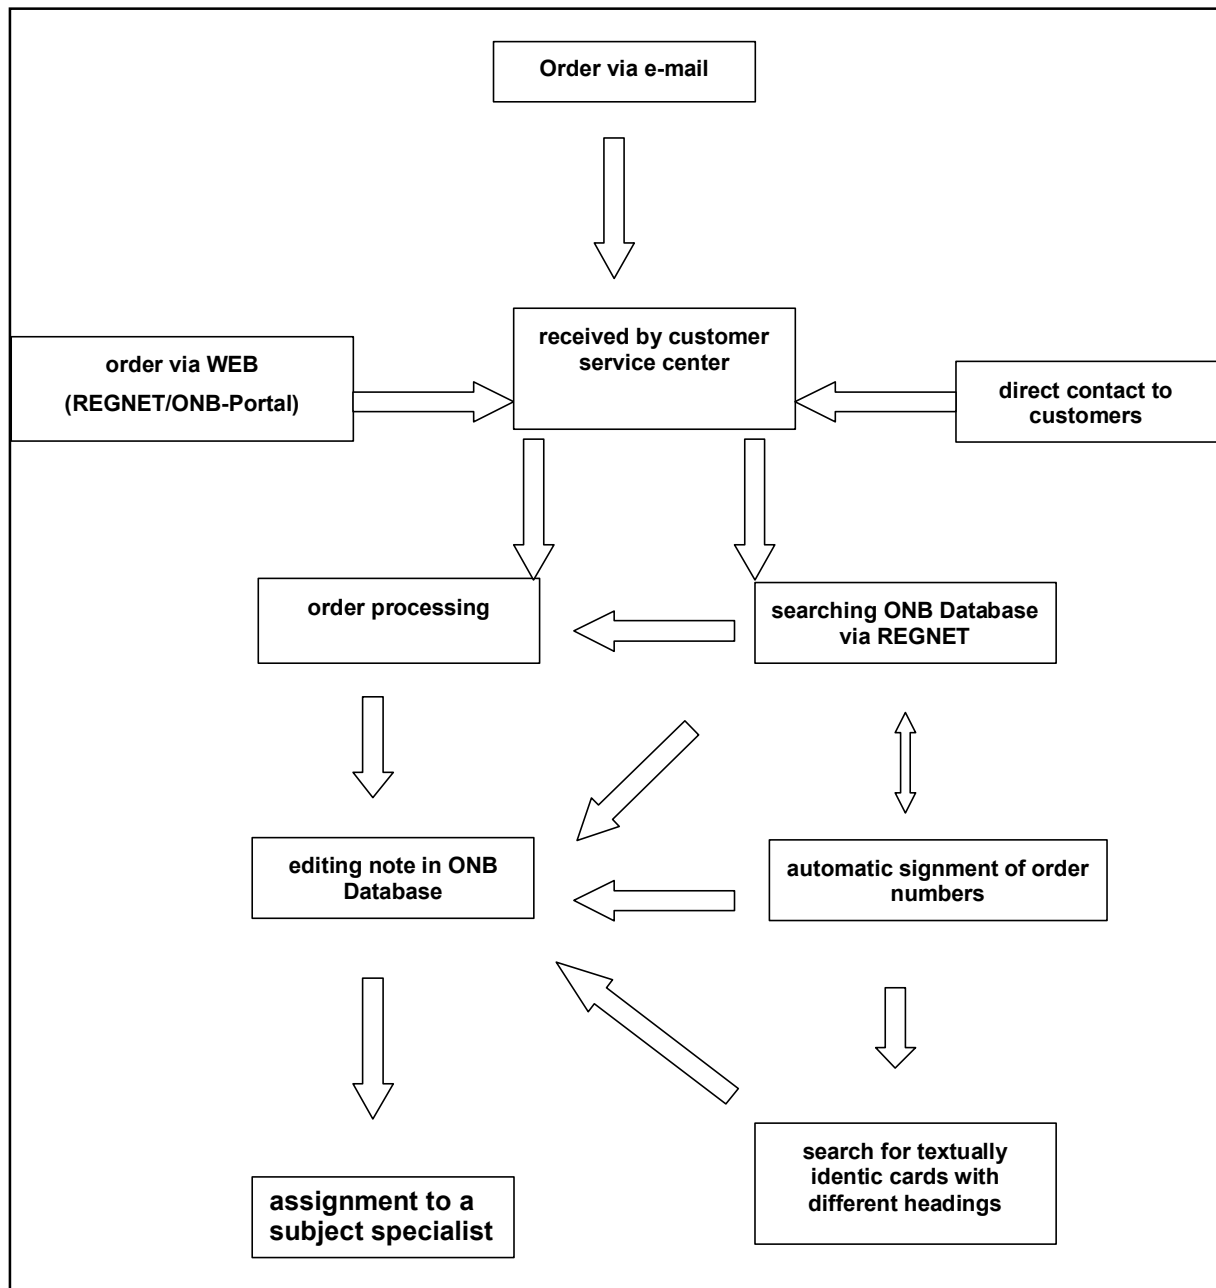 Order via e-mail
received by customer
service center
order via WEB
(REGNET/ONB-Portal)
direct contact to
customers
order processing
searching ONB Database
via REGNET
editing note in ONB
Database
automatic signment of order
numbers
assignment to a
subject specialist
search for textually
identic cards with
different headings